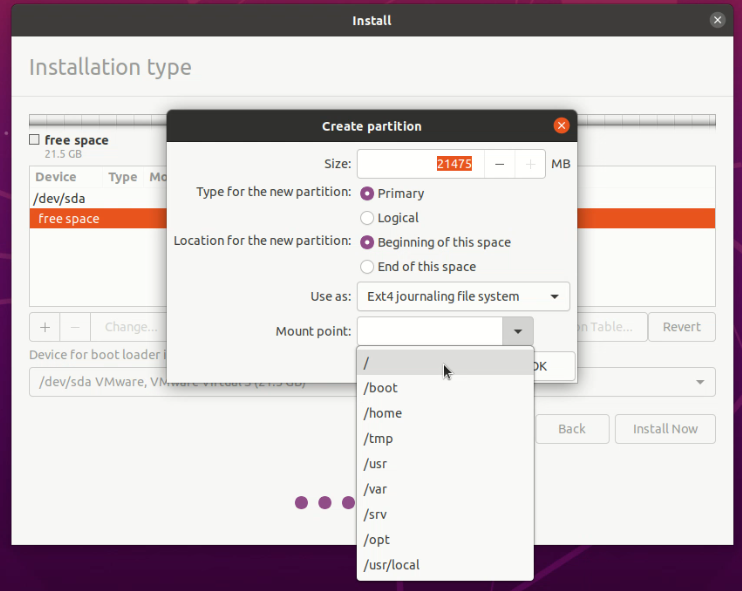 Install
Installation type
free space
21.5 GB
Device Type Mo
/dev/sda
free space
+ − Change...
n Table... Revert
Device for boot loader i
/dev/sda VMware, VMware Virtual S (21.5 GB)
Back Install Now
Create partition
Size: 21475 − + MB
Type for the new partition: Primary
Logical
Location for the new partition: Beginning of this space
End of this space
Use as: Ext4 journaling file system
Mount point:
OK
/
/boot
/home
/tmp
/usr
/var
/srv
/opt
/usr/local